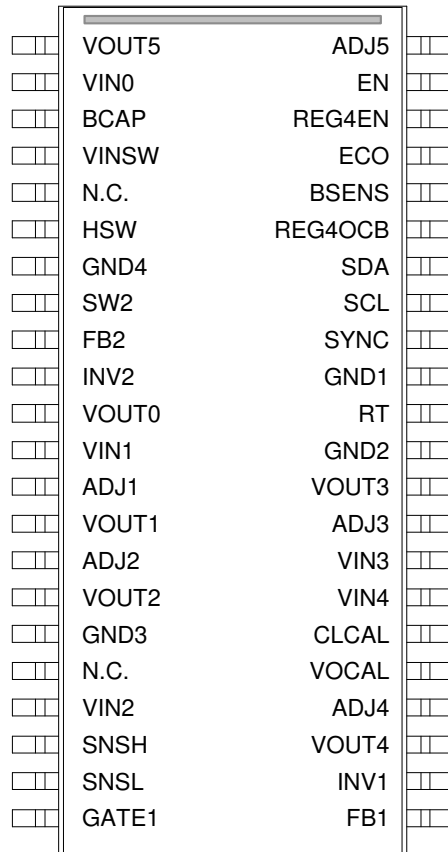 VOUT5 ADJ5
VIN0 EN
BCAP REG4EN
VINSW ECO
N.C. BSENS
HSW REG4OCB
GND4 SDA
SW2 SCL
FB2 SYNC
INV2 GND1
VOUT0 RT
VIN1 GND2
ADJ1 VOUT3
VOUT1 ADJ3
ADJ2 VIN3
VOUT2 VIN4
GND3 CLCAL
N.C. VOCAL
VIN2 ADJ4
SNSH VOUT4
SNSL INV1
GATE1 FB1